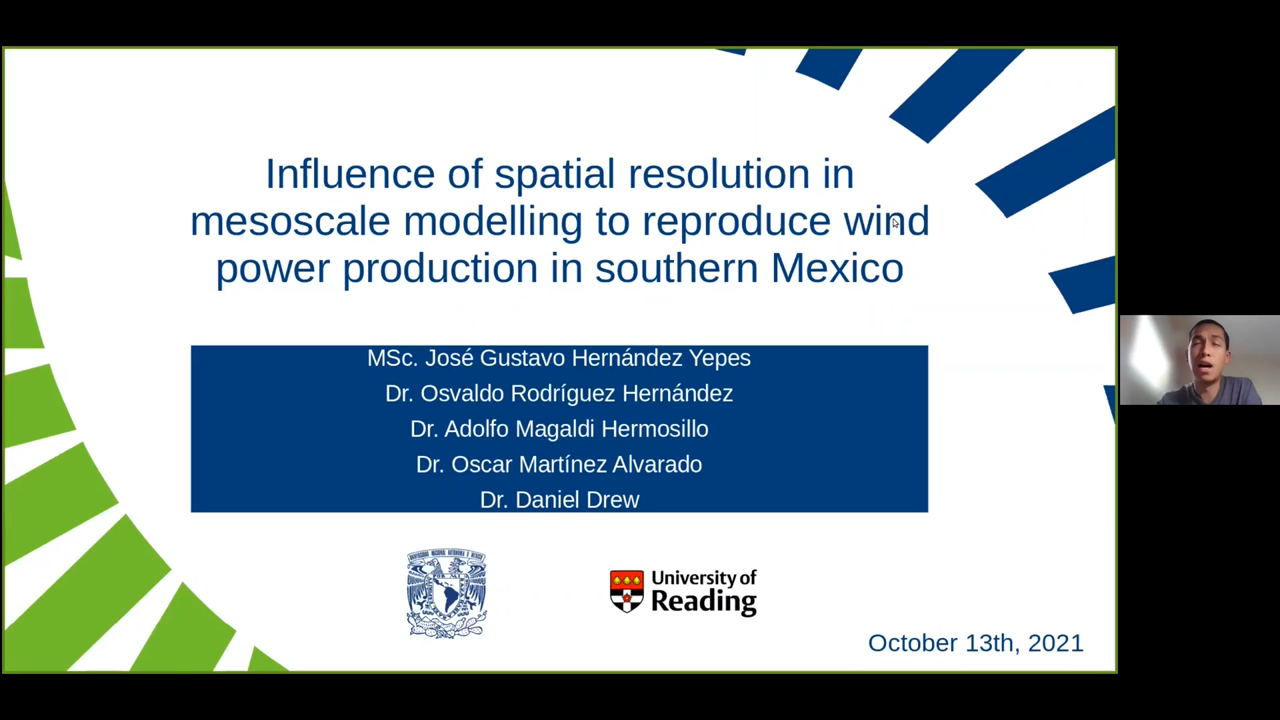 Influence of spatial resolution in
mesoscale modelling to reproduce wind
power production in southern Mexico
MSc. José Gustavo Hernández Yepes
Dr. Osvaldo Rodríguez Hernández
Dr. Adolfo Magaldi Hermosillo
Dr. Oscar Martínez Alvarado
Dr. Daniel Drew
University of
Reading
October 13th, 2021